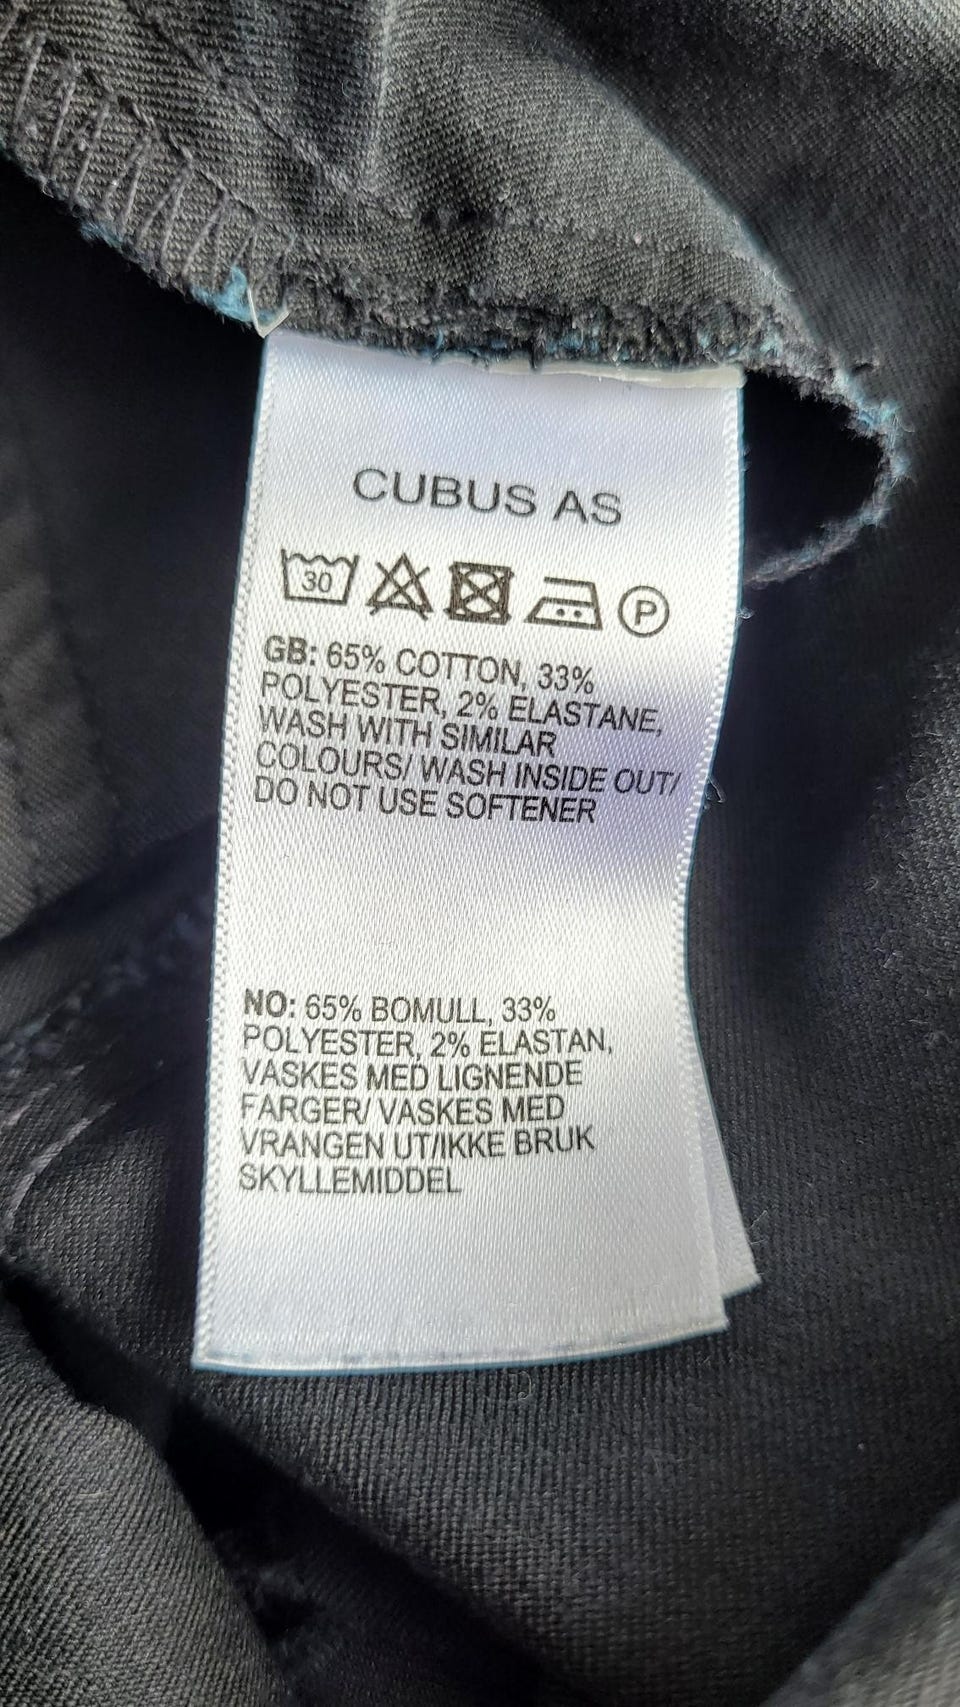 CUBUS AS
30 P
GB: 65% COTTON, 33%
POLYESTER, 2% ELASTANE,
WASH WITH SIMILAR
COLOURS/ WASH INSIDE OUT/
DO NOT USE SOFTENER
NO: 65% BOMULL, 33%
POLYESTER, 2% ELASTAN,
VASKES MED LIGNENDE
FARGER/ VASKES MED
VRANGEN UT/IKKE BRUK
SKYLLEMIDDEL